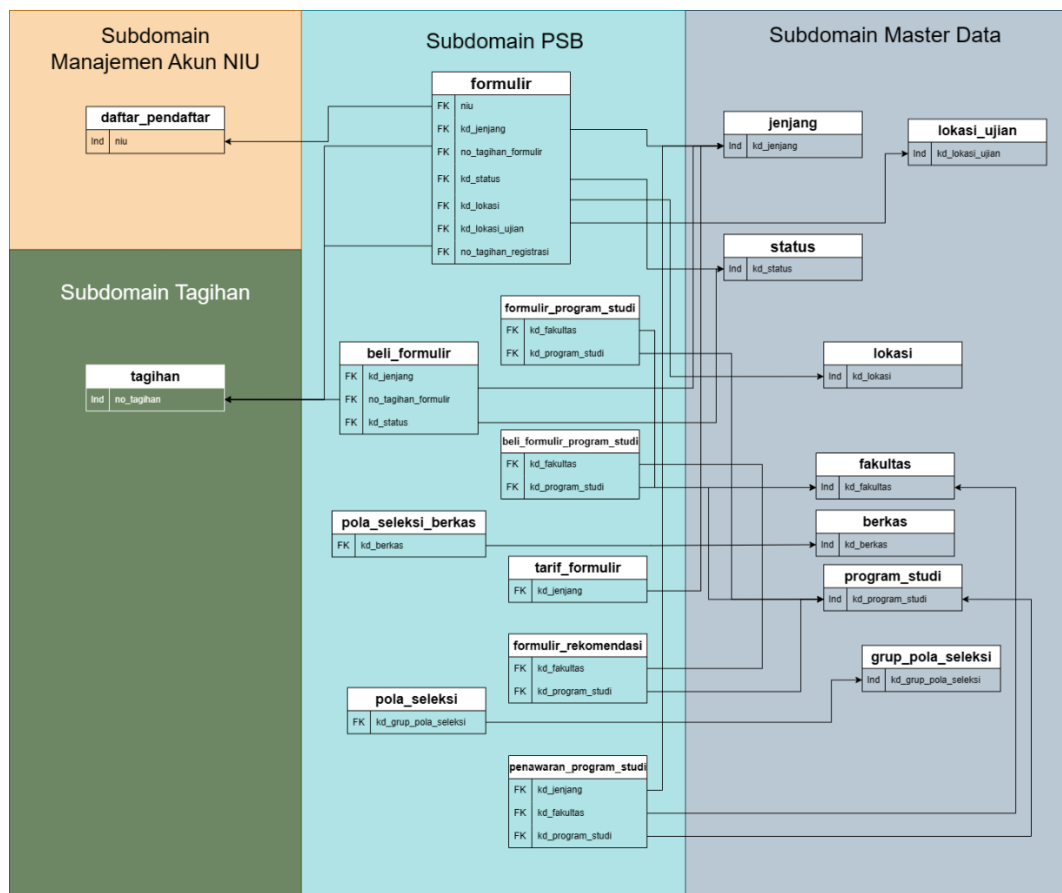 Subdomain
Manajemen Akun NIU
daftar_pendaftar
Ind niu
Subdomain Tagihan
tagihan
Ind no_tagihan
Subdomain PSB
formulir
FK niu
FK kd_jenjang
FK no_tagihan_formulir
FK kd_status
FK kd_lokasi
FK kd_lokasi_ujian
FK no_tagihan_registrasi
formulir_program_studi
FK kd_fakultas
FK kd_program_studi
beli_formulir
FK kd_jenjang
FK no_tagihan_formulir
FK kd_status
beli_formulir_program_studi
FK kd_fakultas
FK kd_program_studi
pola_seleksi_berkas
FK kd_berkas
tarif_formulir
FK kd_jenjang
formulir_rekomendasi
FK kd_fakultas
FK kd_program_studi
pola_seleksi
FK kd_grup_pola_seleksi
penawaran_program_studi
FK kd_jenjang
FK kd_fakultas
FK kd_program_studi
Subdomain Master Data
jenjang
Ind kd_jenjang
lokasi_ujian
Ind kd_lokasi_ujian
status
Ind kd_status
lokasi
Ind kd_lokasi
fakultas
Ind kd_fakultas
berkas
Ind kd_berkas
program_studi
Ind kd_program_studi
grup_pola_seleksi
Ind kd_grup_pola_seleksi